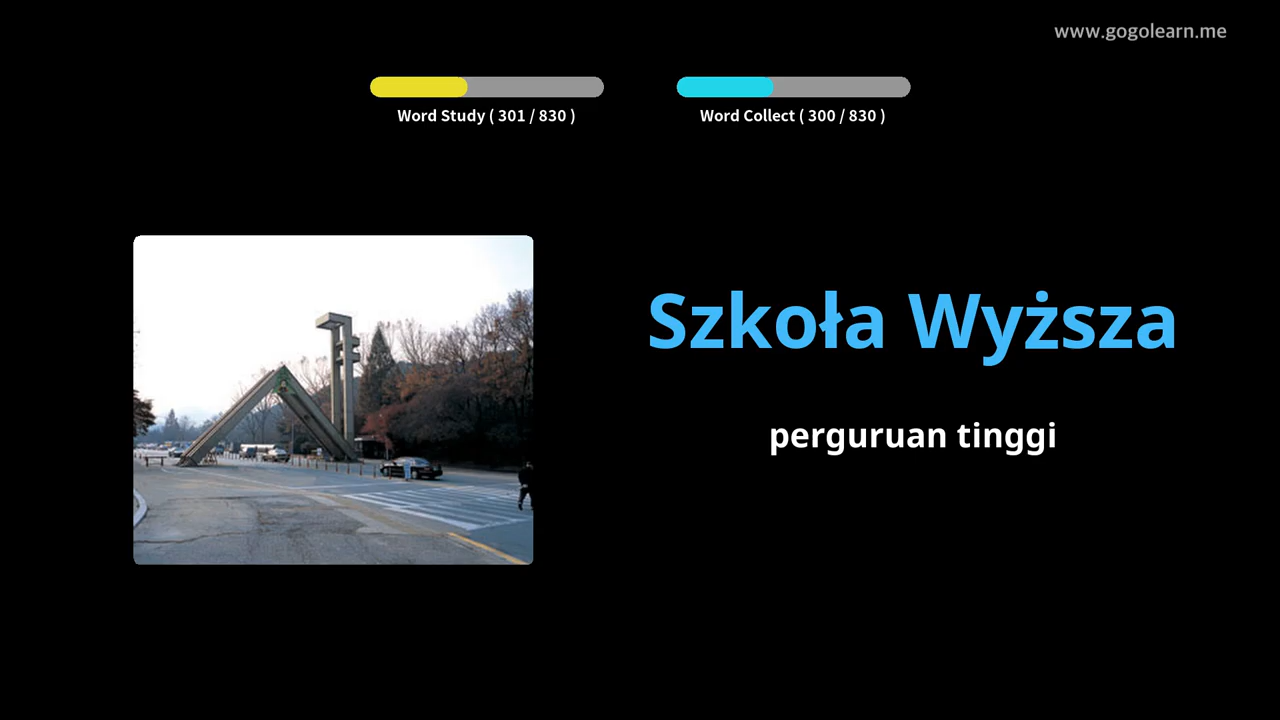 www.gogolearn.me
Word Study ( 301 / 830 )
Word Collect ( 300 / 830 )
Szkoła Wyższa
perguruan tinggi